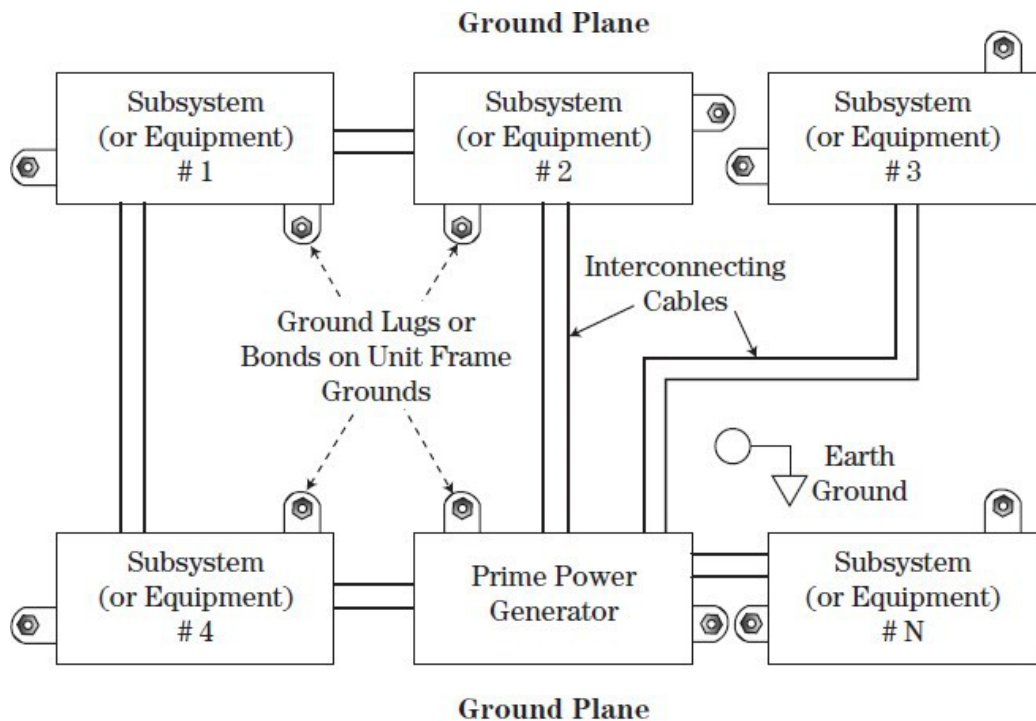 Ground Plane
Subsystem
(or Equipment)
# 1
Subsystem
(or Equipment)
# 2
Subsystem
(or Equipment)
# 3
Interconnecting
Cables
Ground Lugs or
Bonds on Unit Frame
Grounds
Earth
Ground
Subsystem
(or Equipment)
# 4
Prime Power
Generator
Subsystem
(or Equipment)
# N
Ground Plane